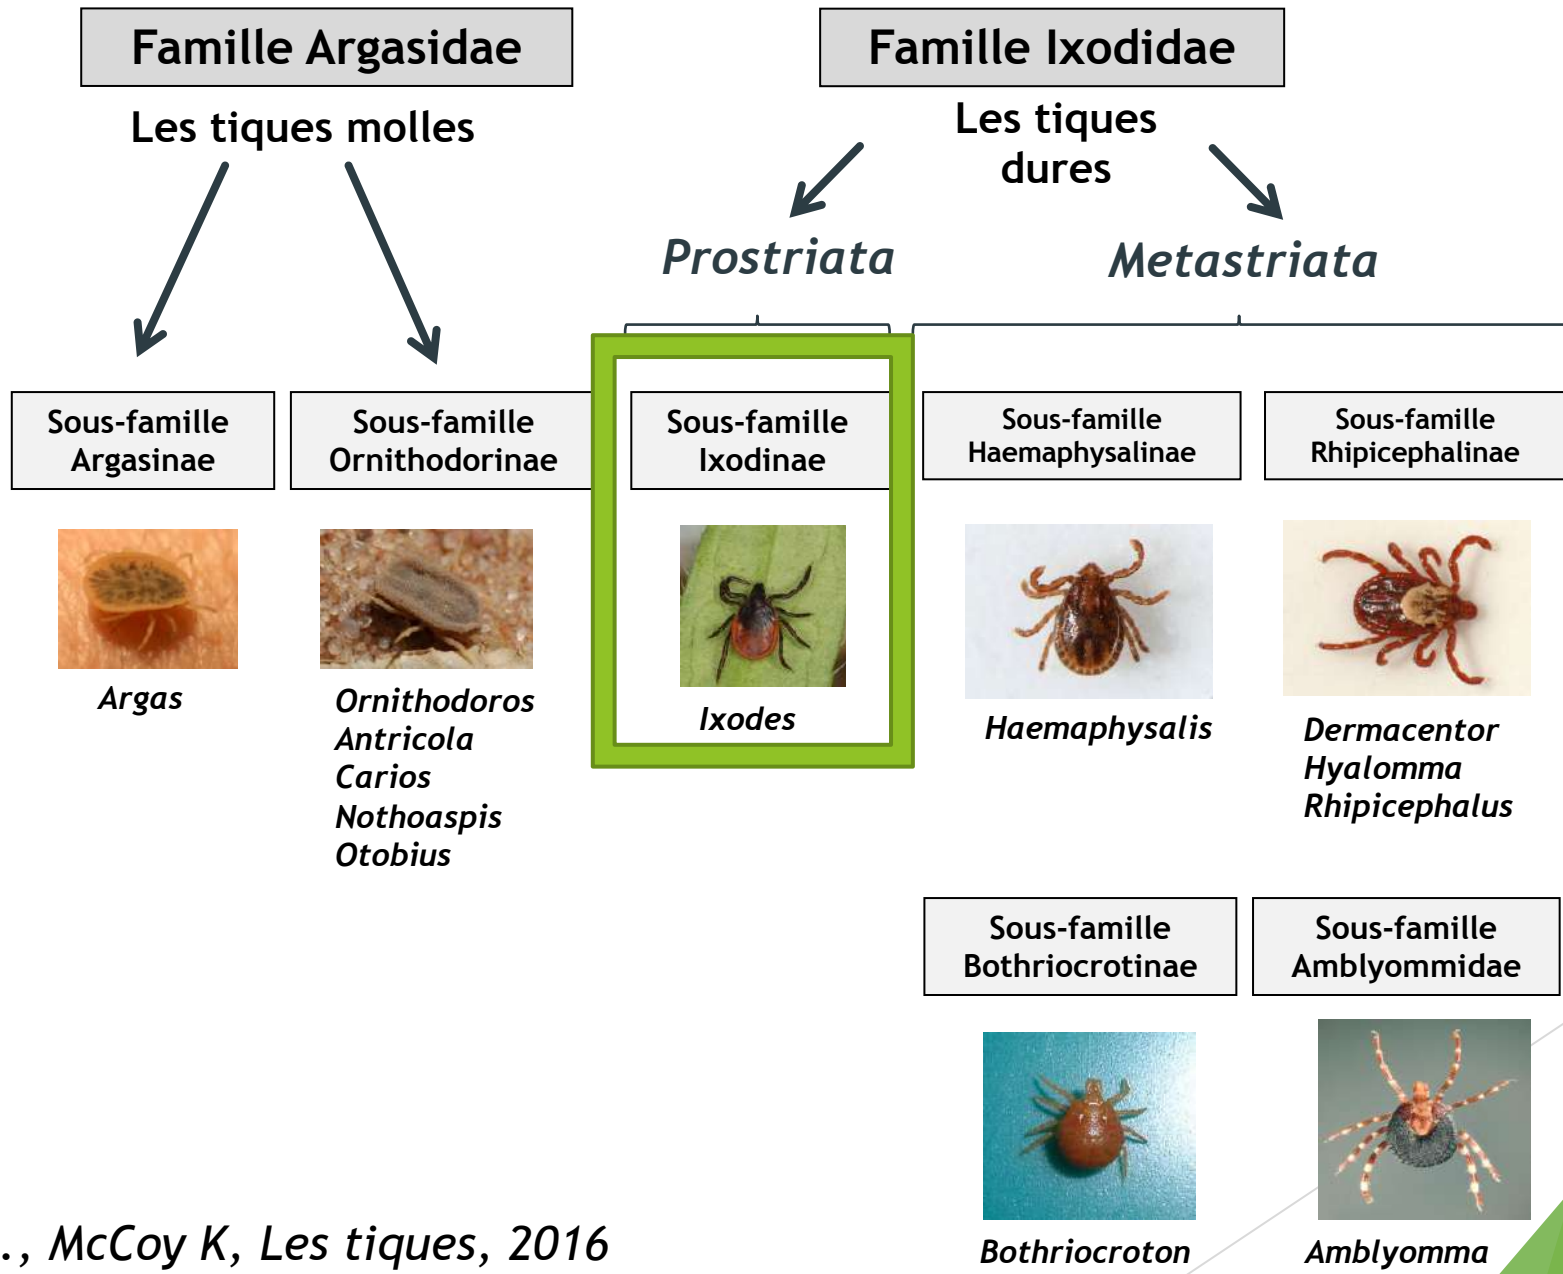 Famille Argasidae
Les tiques molles
Famille Ixodidae
Les tiques
dures
Prostriata
Metastriata
Sous-famille
Argasinae
Sous-famille
Ornithodorinae
Sous-famille
Ixodinae
Sous-famille
Haemaphysalinae
Sous-famille
Rhipicephalinae
Argas
Ornithodoros
Antricola
Carios
Nothoaspis
Otobius
Ixodes
Haemaphysalis
Dermacentor
Hyalomma
Rhipicephalus
Sous-famille
Bothriocrotinae
Sous-famille
Amblyommidae
Bothriocroton
Amblyomma
., McCoy K, Les tiques, 2016